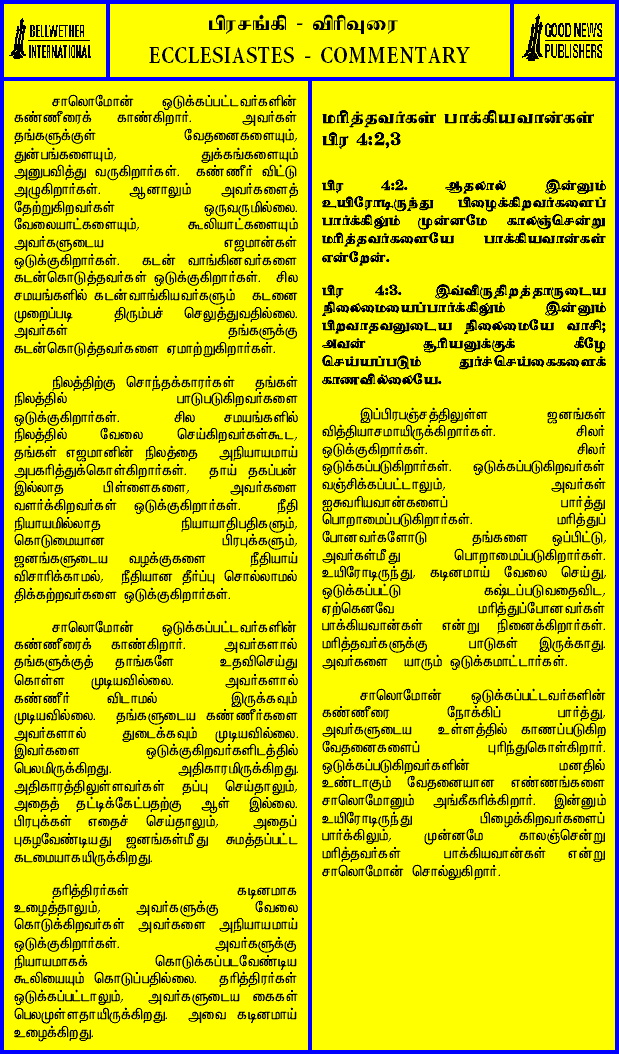 BELLWETHER
INTERNATIONAL
பிரசங்கி - விரிவுரை
ECCLESIASTES - COMMENTARY
GOOD NEWS
PUBLISHERS
சாலொமோன் ஒடுக்கப்பட்டவர்களின்
கண்ணீரைக் காண்கிறார். அவர்கள்
தங்களுக்குள் வேதனைகளையும்,
துன்பங்களையும், துக்கங்களையும்
அனுபவித்து வருகிறார்கள். கண்ணீர் விட்டு
அழுகிறார்கள். ஆனாலும் அவர்களைத்
தேற்றுகிறவர்கள் ஒருவருமில்லை.
வேலையாட்களையும், கூலியாட்களையும்
அவர்களுடைய எஜமான்கள்
ஒடுக்குகிறார்கள். கடன் வாங்கினவர்களை
கடன்கொடுத்தவர்கள் ஒடுக்குகிறார்கள். சில
சமயங்களில் கடன்வாங்கியவர்களும் கடனை
முறைப்படி திரும்பச் செலுத்துவதில்லை.
அவர்கள் தங்களுக்கு
கடன்கொடுத்தவர்களை ஏமாற்றுகிறார்கள்.
நிலத்திற்கு சொந்தக்காரர்கள் தங்கள்
நிலத்தில் பாடுபடுகிறவர்களை
ஒடுக்குகிறார்கள். சில சமயங்களில்
நிலத்தில் வேலை செய்கிறவர்கள்கூட,
தங்கள் எஜமானின் நிலத்தை அநியாயமாய்
அபகரித்துக்கொள்கிறார்கள். தாய் தகப்பன்
இல்லாத பிள்ளைகளை, அவர்களை
வளர்க்கிறவர்கள் ஒடுக்குகிறார்கள். நீதி
நியாயமில்லாத நியாயாதிபதிகளும்,
கொடுமையான பிரபுக்களும்,
ஜனங்களுடைய வழக்குகளை நீதியாய்
விசாரிக்காமல், நீதியான தீர்ப்பு சொல்லாமல்
திக்கற்றவர்களை ஒடுக்குகிறார்கள்.
சாலொமோன் ஒடுக்கப்பட்டவர்களின்
கண்ணீரைக் காண்கிறார். அவர்களால்
தங்களுக்குத் தாங்களே உதவிசெய்து
கொள்ள முடியவில்லை. அவர்களால்
கண்ணீர் விடாமல் இருக்கவும்
முடியவில்லை. தங்களுடைய கண்ணீர்களை
அவர்களால் துடைக்கவும் முடியவில்லை.
இவர்களை ஒடுக்குகிறவர்களிடத்தில்
பெலமிருக்கிறது. அதிகாரமிருக்கிறது.
அதிகாரத்திலுள்ளவர்கள் தப்பு செய்தாலும்,
அதைத் தட்டிக்கேட்பதற்கு ஆள் இல்லை.
பிரபுக்கள் எதைச் செய்தாலும், அதைப்
புகழவேண்டியது ஜனங்கள்மீது சுமத்தப்பட்ட
கடமையாகயிருக்கிறது.
தரித்திரர்கள் கடினமாக
உழைத்தாலும், அவர்களுக்கு வேலை
கொடுக்கிறவர்கள் அவர்களை அநியாயமாய்
ஒடுக்குகிறார்கள். அவர்களுக்கு
நியாயமாகக் கொடுக்கப்படவேண்டிய
கூலியையும் கொடுப்பதில்லை. தரித்திரர்கள்
ஒடுக்கப்பட்டாலும், அவர்களுடைய கைகள்
பெலமுள்ளதாயிருக்கிறது. அவை கடினமாய்
உழைக்கிறது.
மரித்தவர்கள் பாக்கியவான்கள்
பிர 4:2,3
பிர 4:2. ஆதலால் இன்னும்
உயிரோடிருந்து பிழைக்கிறவர்களைப்
பார்க்கிலும் முன்னமே காலஞ்சென்று
மரித்தவர்களையே பாக்கியவான்கள்
என்றேன்.
பிர 4:3. இவ்விருதிறத்தாருடைய
நிலைமையைப்பார்க்கிலும் இன்னும்
பிறவாதவனுடைய நிலைமையே வாசி;
அவன் சூரியனுக்குக் கீழே
செய்யப்படும் துர்ச்செய்கைகளைக்
காணவில்லையே.
இப்பிரபஞ்சத்திலுள்ள ஜனங்கள்
வித்தியாசமாயிருக்கிறார்கள். சிலர்
ஒடுக்குகிறார்கள். சிலர்
ஒடுக்கப்படுகிறார்கள். ஒடுக்கப்படுகிறவர்கள்
வஞ்சிக்கப்பட்டாலும், அவர்கள்
ஐசுவரியவான்களைப் பார்த்து
பொறாமைப்படுகிறார்கள். மரித்துப்
போனவர்களோடு தங்களை ஒப்பிட்டு,
அவர்கள்மீது பொறாமைப்படுகிறார்கள்.
உயிரோடிருந்து, கடினமாய் வேலை செய்து,
ஒடுக்கப்பட்டு கஷ்டப்படுவதைவிட,
ஏற்கெனவே மரித்துப்போனவர்கள்
பாக்கியவான்கள் என்று நினைக்கிறார்கள்.
மரித்தவர்களுக்கு பாடுகள் இருக்காது.
அவர்களை யாரும் ஒடுக்கமாட்டார்கள்.
சாலொமோன் ஒடுக்கப்பட்டவர்களின்
கண்ணீரை நோக்கிப் பார்த்து,
அவர்களுடைய உள்ளத்தில் காணப்படுகிற
வேதனைகளைப் புரிந்துகொள்கிறார்.
ஒடுக்கப்படுகிறவர்களின் மனதில்
உண்டாகும் வேதனையான எண்ணங்களை
சாலொமோனும் அங்கீகரிக்கிறார். இன்னும்
உயிரோடிருந்து பிழைக்கிறவர்களைப்
பார்க்கிலும், முன்னமே காலஞ்சென்று
மரித்தவர்கள் பாக்கியவான்கள் என்று
சாலொமோன் சொல்லுகிறார்.